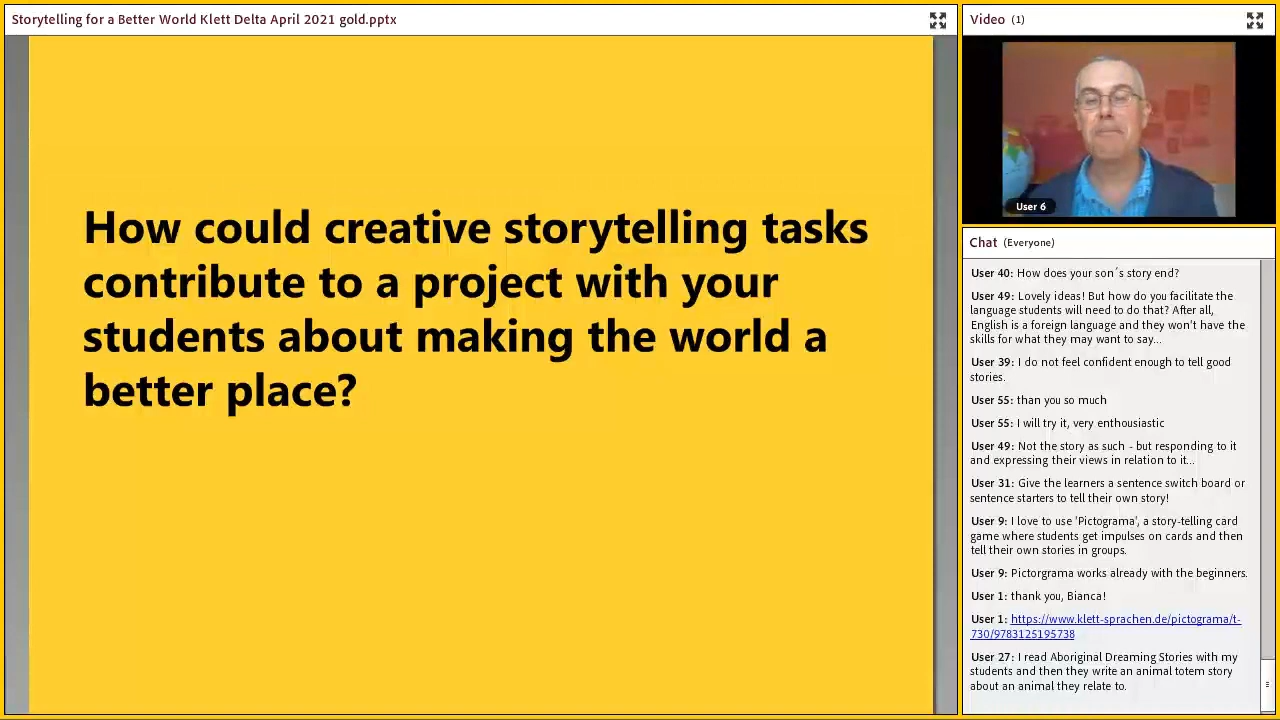 Storytelling for a Better World Klett Delta April 2021 gold.pptx
How could creative storytelling tasks
contribute to a project with your
students about making the world a
better place?
Video (1)
User 6
Chat (Everyone)
User 40: How does your son´s story end?
User 49: Lovely ideas! But how do you facilitate the
language students will need to do that? After all,
English is a foreign language and they won't have the
skills for what they may want to say...
User 39: I do not feel confident enough to tell good
stories.
User 55: than you so much
User 55: I will try it, very enthousiastic
User 49: Not the story as such - but responding to it
and expressing their views in relation to it...
User 31: Give the learners a sentence switch board or
sentence starters to tell their own story!
User 9: I love to use 'Pictograma', a story-telling card
game where students get impulses on cards and then
tell their own stories in groups.
User 9: Pictorgrama works already with the beginners.
User 1: thank you, Bianca!
User 1: https://www.klett-sprachen.de/pictograma/t-
730/9783125195738
User 27: I read Aboriginal Dreaming Stories with my
students and then they write an animal totem story
about an animal they relate to.